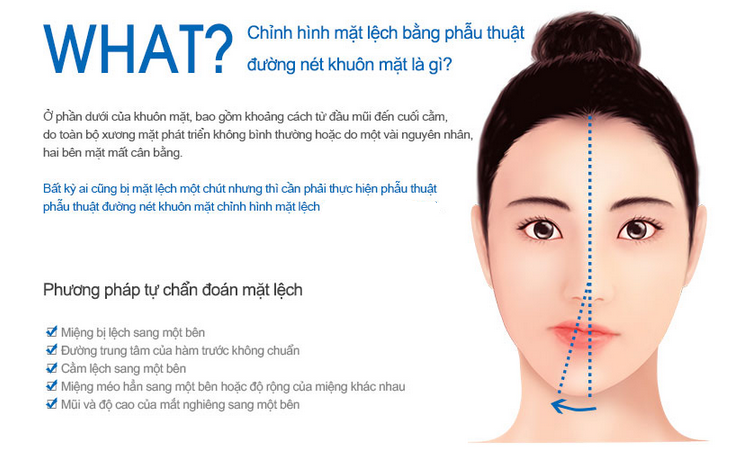 WHAT?
Chỉnh hình mặt lệch bằng phẫu thuật
đường nét khuôn mặt là gì?
Ở phần dưới của khuôn mặt, bao gồm khoảng cách từ đầu mũi đến cuối cằm,
do toàn bộ xương mặt phát triển không bình thường hoặc do một vài nguyên nhân,
hai bên mặt mất cân bằng.
Bất kỳ ai cũng bị mặt lệch một chút nhưng thì cần phải thực hiện phẫu thuật
phẫu thuật đường nét khuôn mặt chỉnh hình mặt lệch
Phương pháp tự chẩn đoán mặt lệch
Miệng bị lệch sang một bên
Đường trung tâm của hàm trước không chuẩn
Cằm lệch sang một bên
Miệng méo hẳn sang một bên hoặc độ rộng của miệng khác nhau
Mũi và độ cao của mắt nghiêng sang một bên